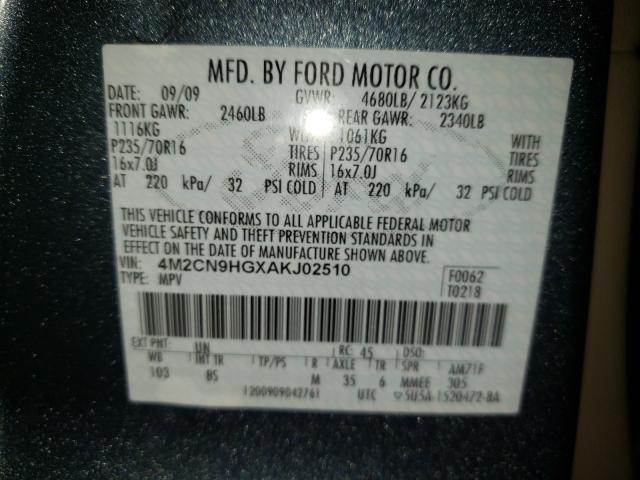 MFD. BY FORD MOTOR CO.
DATE: 09/09 GVWR: 4680LB/ 2123KG
FRONT GAWR: 2460LB REAR GAWR: 2340LB
1116KG WITH 1061KG WITH
P235/70R16 TIRES P235/70R16 TIRES
16x7.0J RIMS 16x7.0J RIMS
AT 220 kPa/ 32 PSI COLD AT 220 kPa/ 32 PSI COLD
THIS VEHICLE CONFORMS TO ALL APPLICABLE FEDERAL MOTOR
VEHICLE SAFETY AND THEFT PREVENTION STANDARDS IN
EFFECT ON THE DATE OF MANUFACTURE SHOWN ABOVE.
VIN: 4M2CN9HGXAKJ02510 F0062
TYPE: MPV T0218
EXT PNT: UN RC: 45 DSO:
WB INT TR TP/PS R AXLE TR SPR AM71F
103 BS M 35 6 MMEE 305
1200909042761 UTC 5U5A-1520472-BA